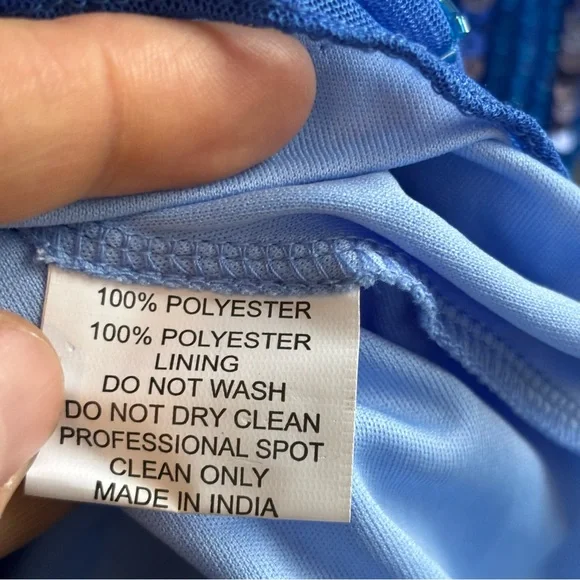 100% POLYESTER
100% POLYESTER
LINING
DO NOT WASH
DO NOT DRY CLEAN
PROFESSIONAL SPOT
CLEAN ONLY
MADE IN INDIA